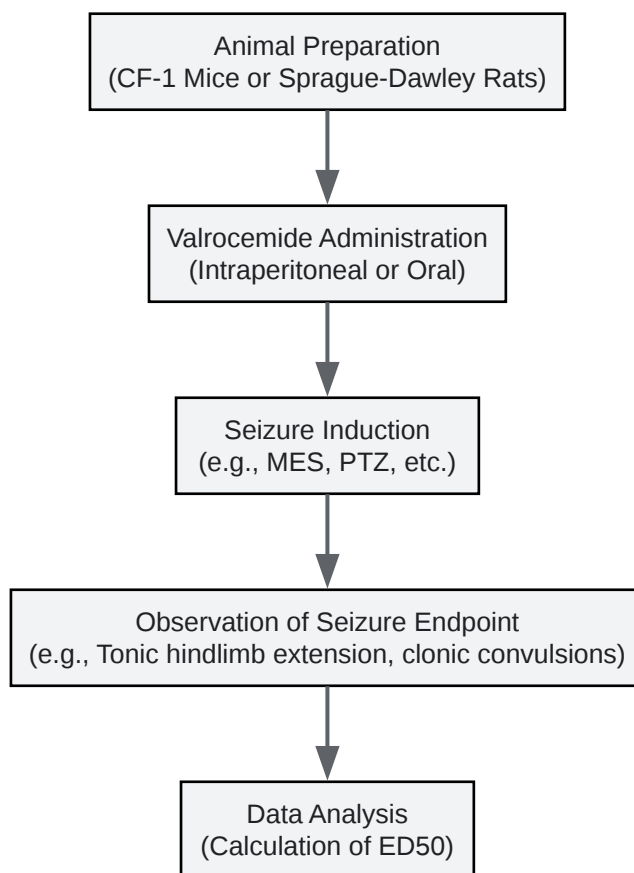 Animal Preparation
(CF-1 Mice or Sprague-Dawley Rats)
Valrocemide Administration
(Intraperitoneal or Oral)
Seizure Induction
(e.g., MES, PTZ, etc.)
Observation of Seizure Endpoint
(e.g., Tonic hindlimb extension, clonic convulsions)
Data Analysis
(Calculation of ED50)